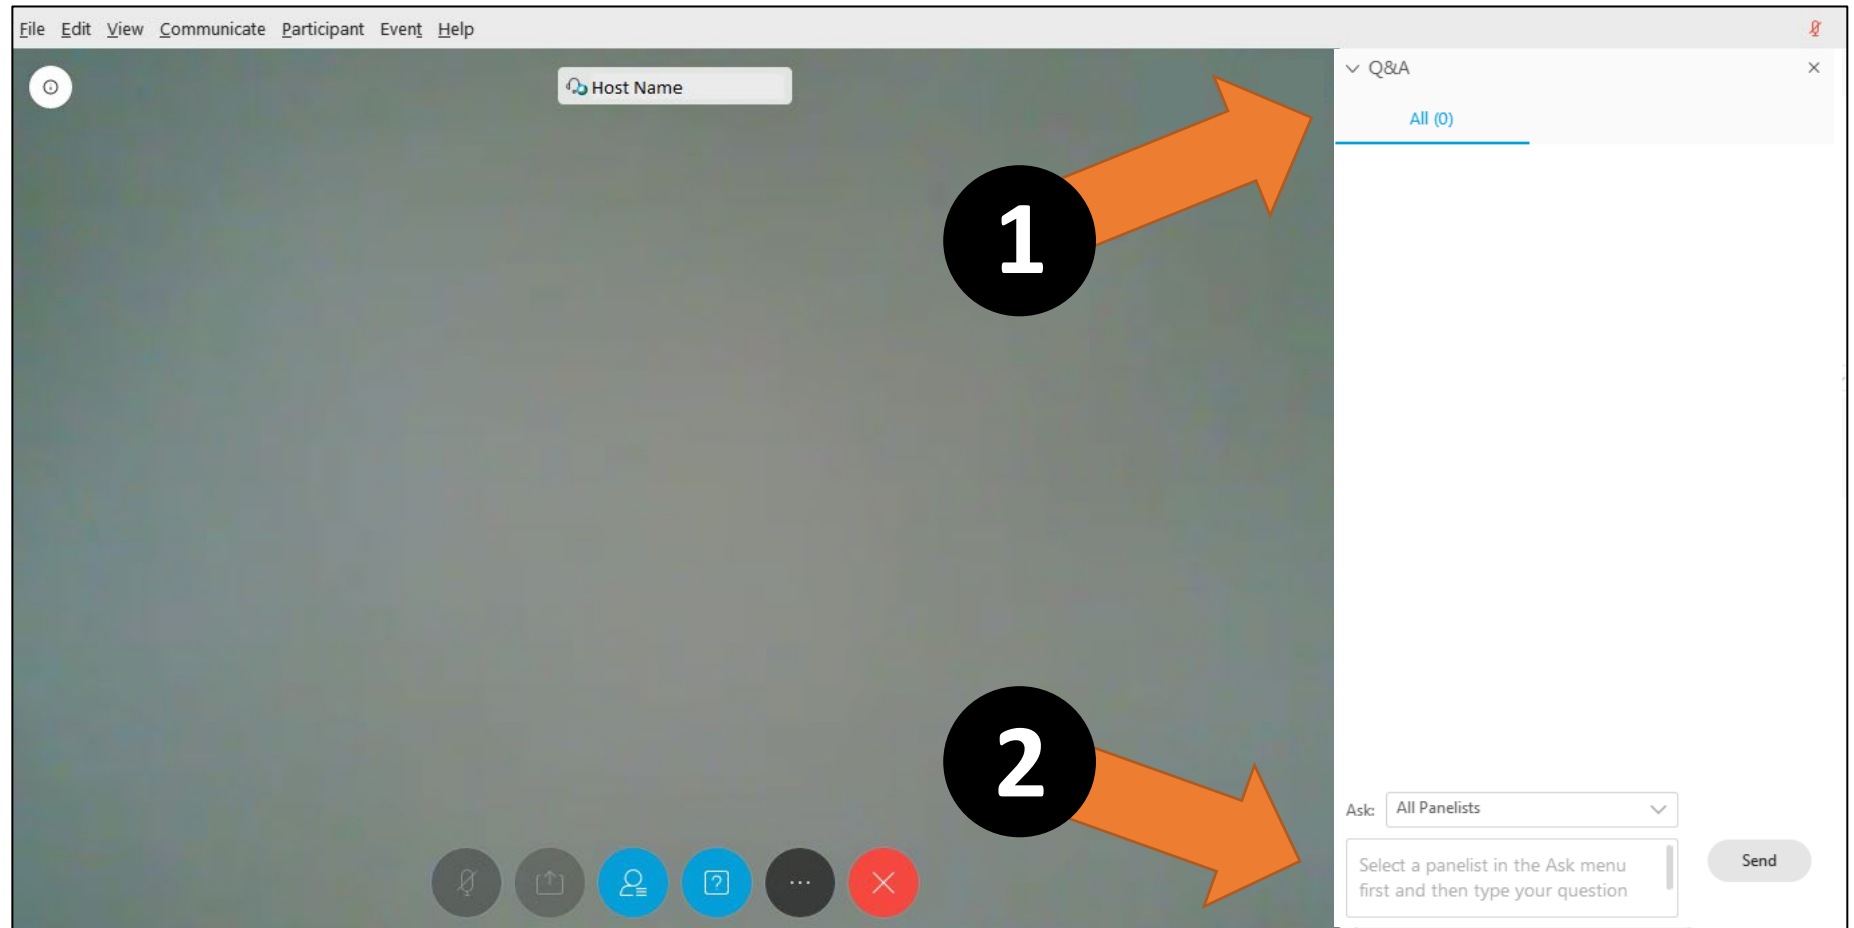 File Edit View Communicate Participant Event Help
Host Name
Q&A
All (0)
1
2
Ask: All Panelists
Select a panelist in the Ask menu
first and then type your question
Send